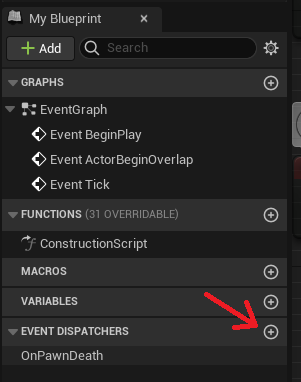 My Blueprint
Add
Search
GRAPHS
EventGraph
Event BeginPlay
Event ActorBeginOverlap
Event Tick
FUNCTIONS (31 OVERRIDABLE)
ConstructionScript
MACROS
VARIABLES
EVENT DISPATCHERS
OnPawnDeath